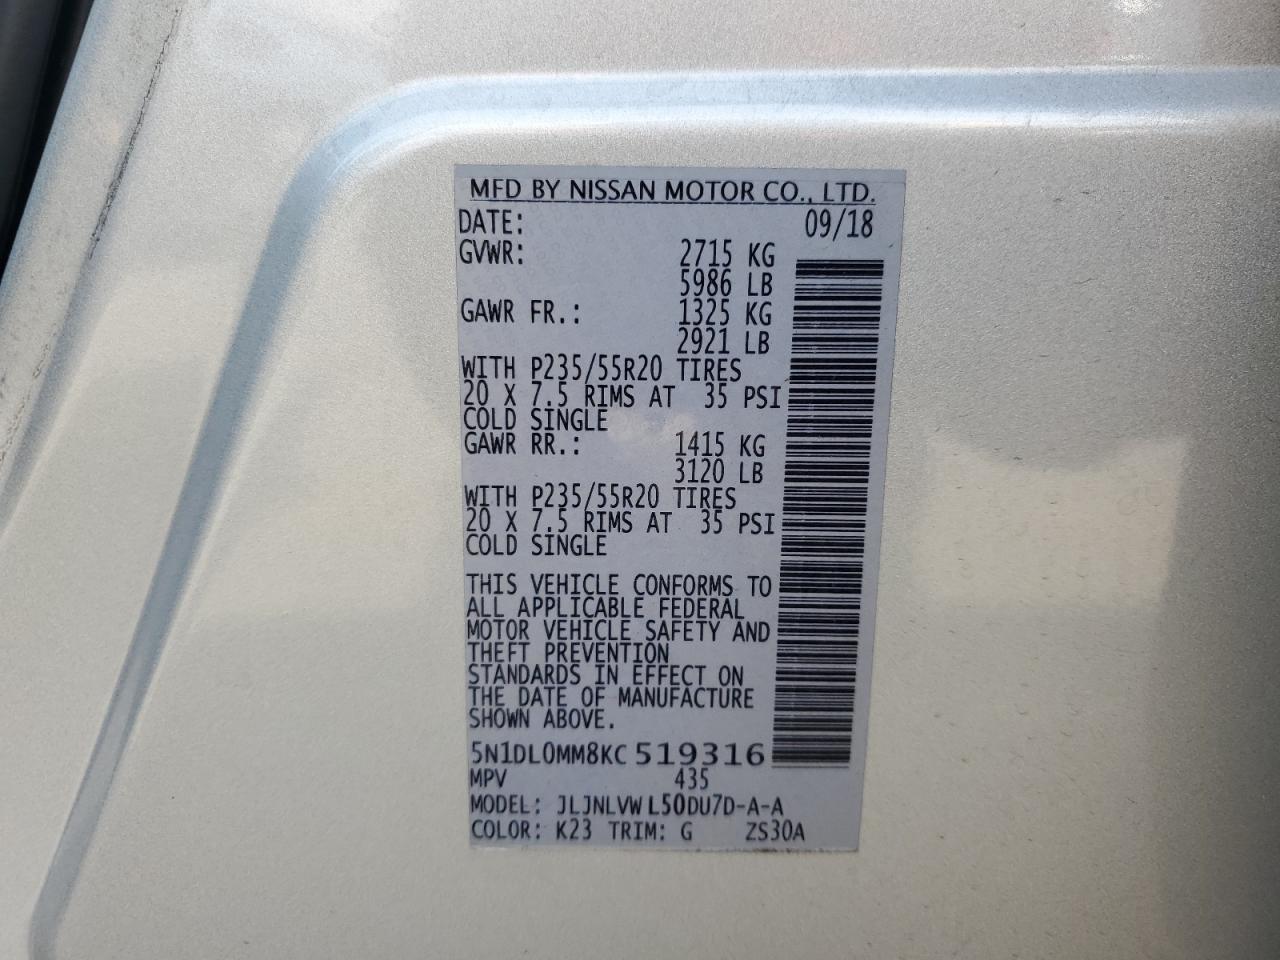 MFD BY NISSAN MOTOR CO., LTD.
DATE: 09/18
GVWR: 2715 KG
5986 LB
GAWR FR.: 1325 KG
2921 LB
WITH P235/55R20 TIRES
20 X 7.5 RIMS AT 35 PSI
COLD SINGLE
GAWR RR.: 1415 KG
3120 LB
WITH P235/55R20 TIRES
20 X 7.5 RIMS AT 35 PSI
COLD SINGLE
THIS VEHICLE CONFORMS TO
ALL APPLICABLE FEDERAL
MOTOR VEHICLE SAFETY AND
THEFT PREVENTION
STANDARDS IN EFFECT ON
THE DATE OF MANUFACTURE
SHOWN ABOVE.
5N1DL0MM8KC 519316
MPV 435
MODEL: JLJNLVW L50DU7D-A-A
COLOR: K23 TRIM: G ZS30A